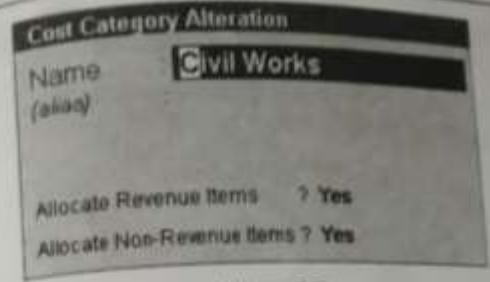 Cost Category Alteration
Name Civil Works
(alias)
Allocate Revenue Items ? Yes
Allocate Non-Revenue Items ? Yes